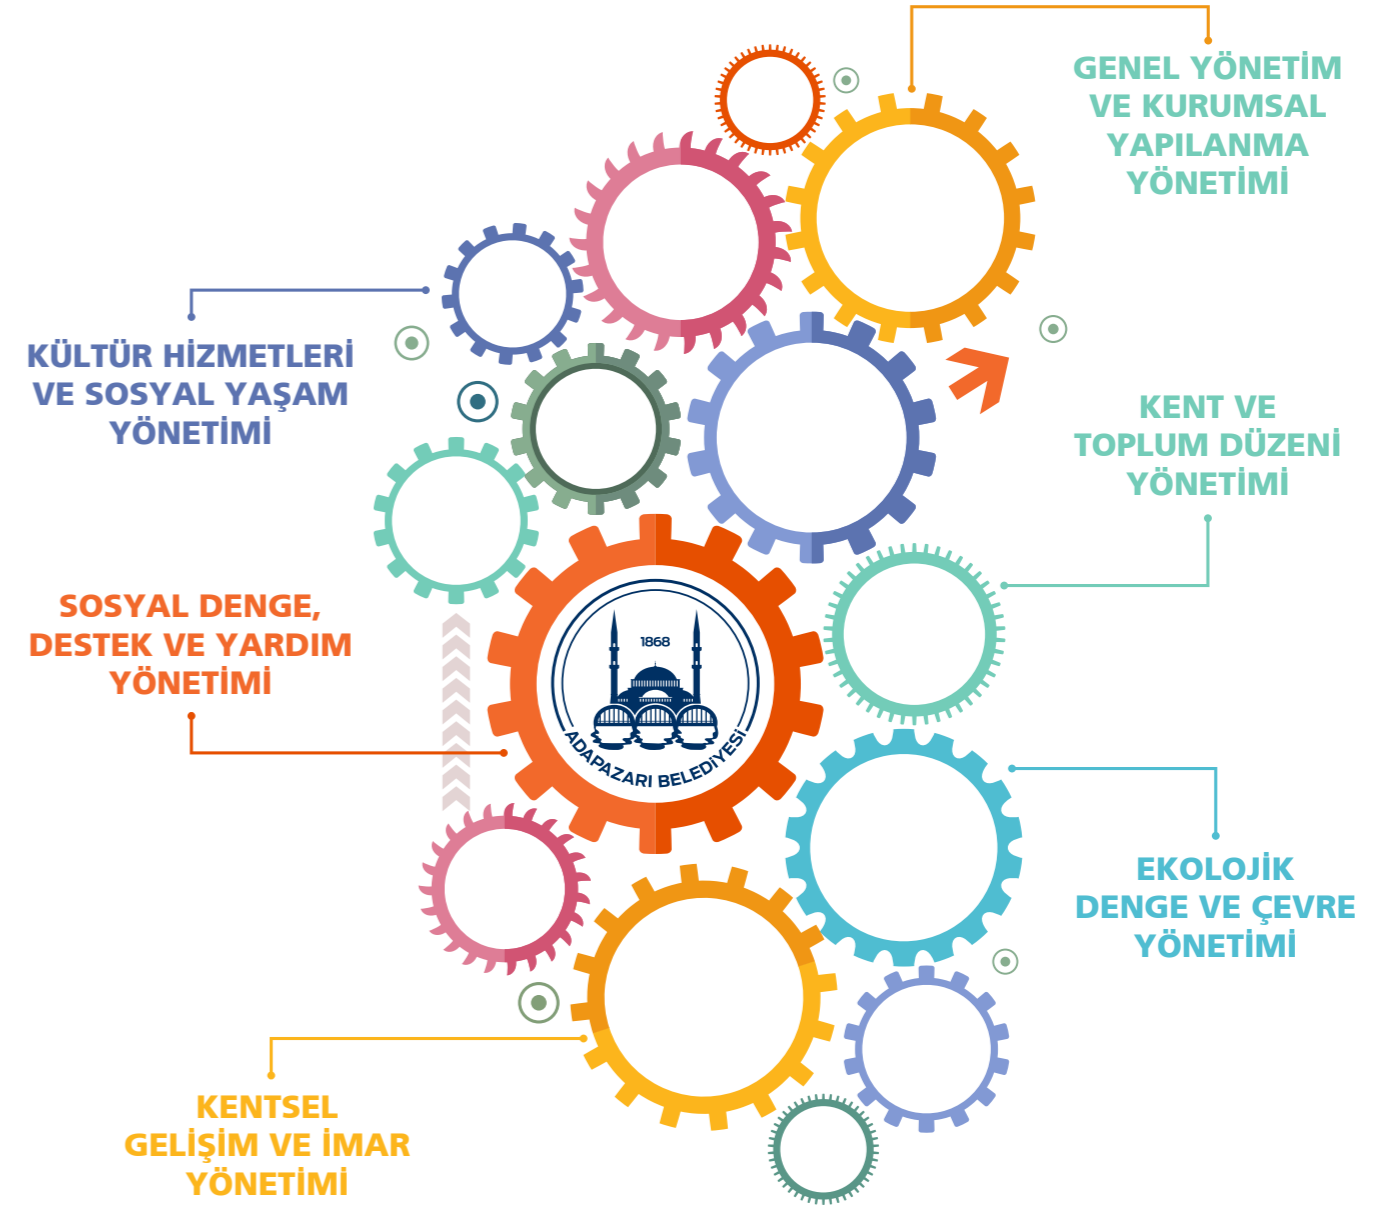 GENEL YÖNETİM
VE KURUMSAL
YAPILANMA
YÖNETİMİ
KÜLTÜR HİZMETLERİ
VE SOSYAL YAŞAM
YÖNETİMİ
KENT VE
TOPLUM DÜZENİ
YÖNETİMİ
SOSYAL DENGE,
DESTEK VE YARDIM
YÖNETİMİ
1868
ADAPAZARI BELEDİYESİ
EKOLOJİK
DENGE VE ÇEVRE
YÖNETİMİ
KENTSEL
GELİŞİM VE İMAR
YÖNETİMİ